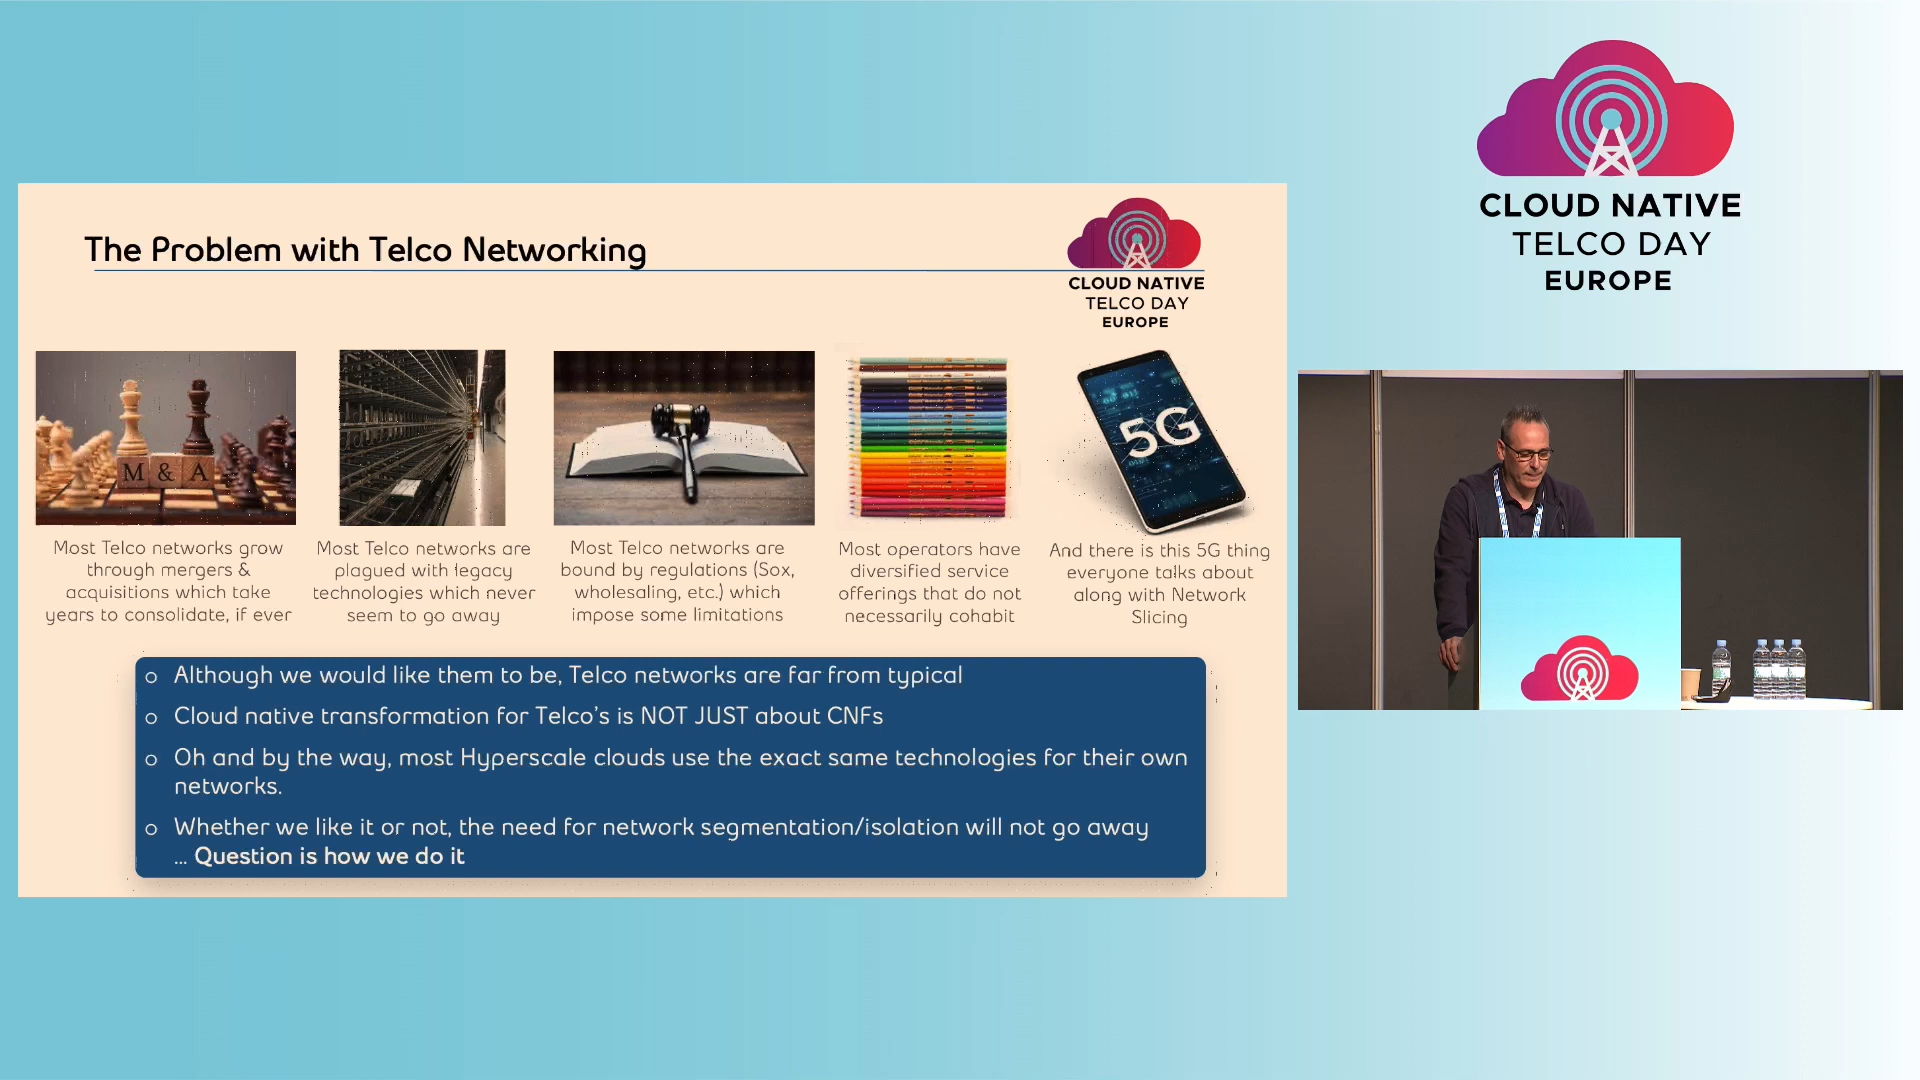 CLOUD NATIVE
TELCO DAY
EUROPE
The Problem with Telco Networking
CLOUD NATIVE
TELCO DAY
EUROPE
M & A
5G
Most Telco networks grow
through mergers &
acquisitions which take
years to consolidate, if ever
Most Telco networks are
plagued with legacy
technologies which never
seem to go away
Most Telco networks are
bound by regulations (Sox,
wholesaling, etc.) which
impose some limitations
Most operators have
diversified service
offerings that do not
necessarily cohabit
And there is this 5G thing
everyone talks about
along with Network
Slicing
o Although we would like them to be, Telco networks are far from typical
o Cloud native transformation for Telco's is NOT JUST about CNFs
o Oh and by the way, most Hyperscale clouds use the exact same technologies for their own
networks.
o Whether we like it or not, the need for network segmentation/isolation will not go away
... Question is how we do it